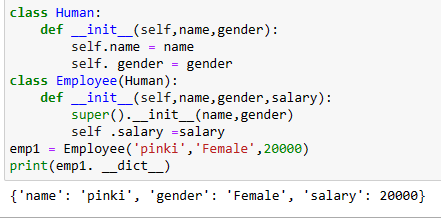 class Human:
    def __init__(self,name,gender):
        self.name = name
        self. gender = gender
class Employee(Human):
    def __init__(self,name,gender,salary):
        super().__init__(name,gender)
        self .salary =salary
emp1 = Employee('pinki','Female',20000)
print(emp1. __dict__)
{'name': 'pinki', 'gender': 'Female', 'salary': 20000}